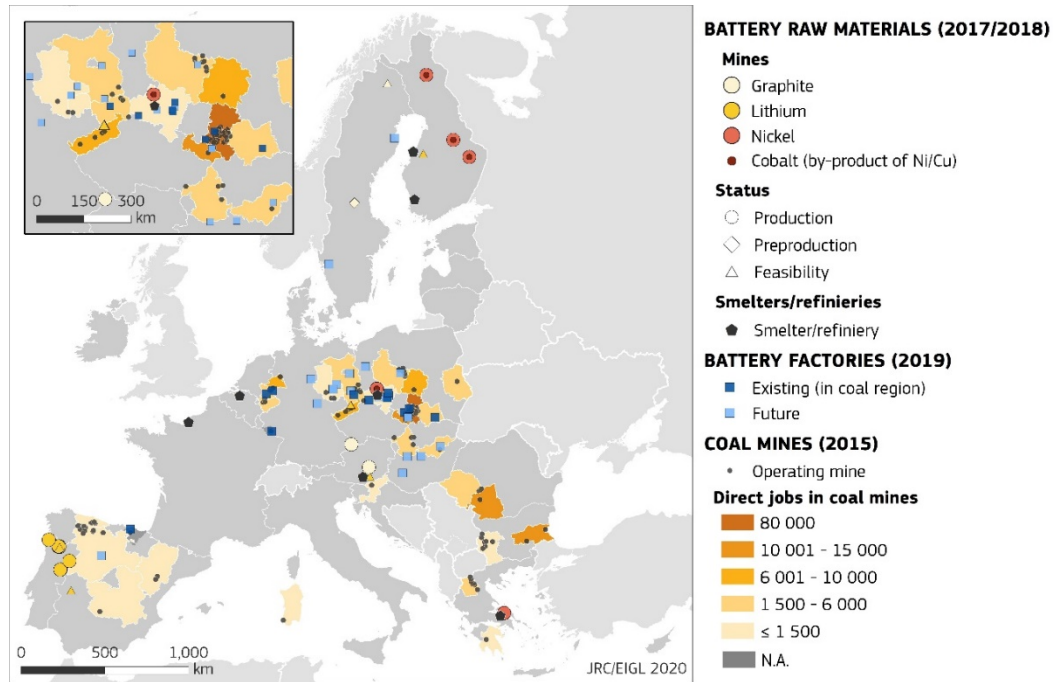 0 150 300
km
0 500 1,000
km
JRC/EIGL 2020
BATTERY RAW MATERIALS (2017/2018)
Mines
Graphite
Lithium
Nickel
Cobalt (by-product of Ni/Cu)
Status
Production
Preproduction
Feasibility
Smelters/refinieries
Smelter/refiniery
BATTERY FACTORIES (2019)
Existing (in coal region)
Future
COAL MINES (2015)
Operating mine
Direct jobs in coal mines
80 000
10 001 - 15 000
6 001 - 10 000
1 500 - 6 000
≤ 1 500
N.A.